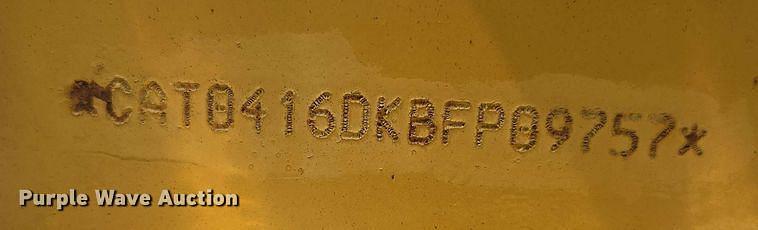 *CAT0416DKBFP09757*
Purple Wave Auction